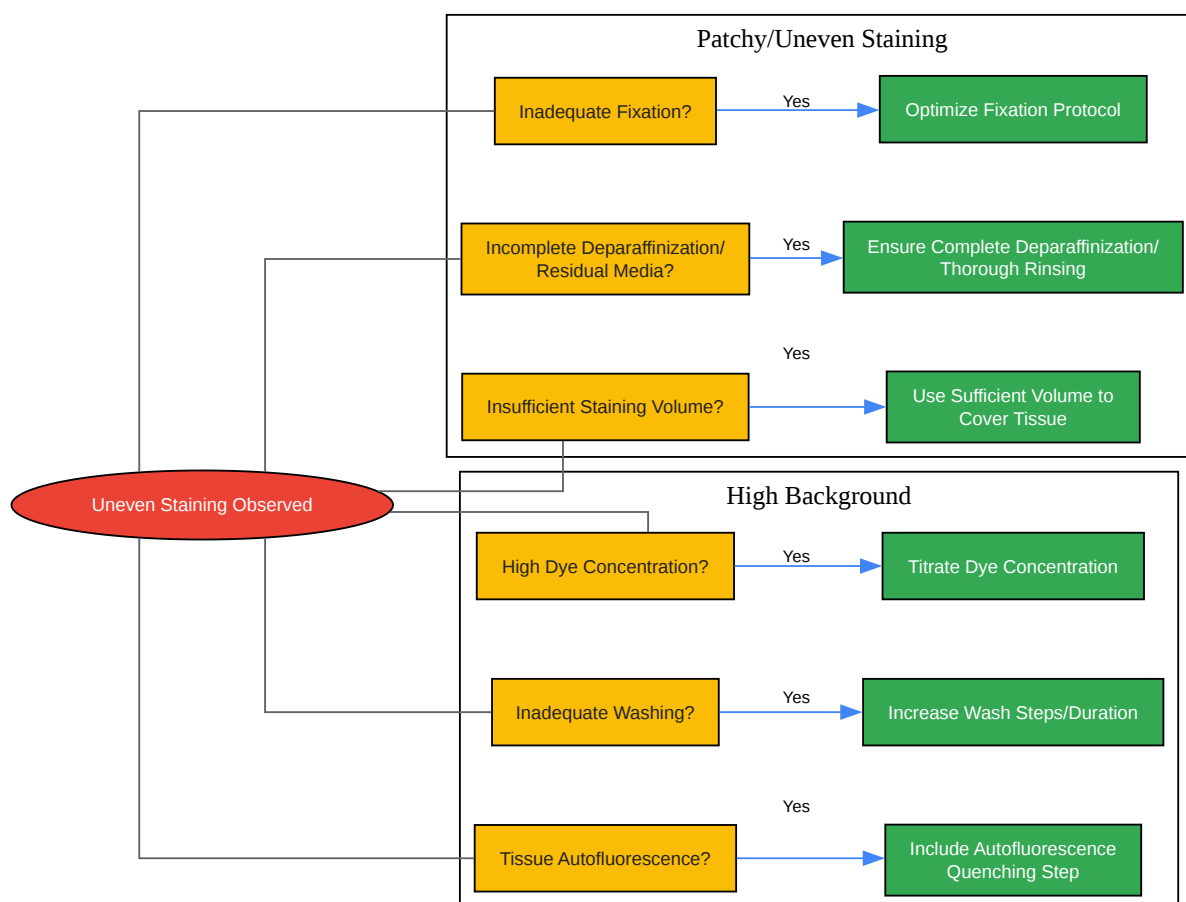 Patchy/Uneven Staining
Inadequate Fixation?
Yes
Optimize Fixation Protocol
Incomplete Deparaffinization/
Residual Media?
Yes
Ensure Complete Deparaffinization/
Thorough Rinsing
Insufficient Staining Volume?
Yes
Use Sufficient Volume to
Cover Tissue
Uneven Staining Observed
High Background
High Dye Concentration?
Yes
Titrate Dye Concentration
Inadequate Washing?
Yes
Increase Wash Steps/Duration
Tissue Autofluorescence?
Yes
Include Autofluorescence
Quenching Step